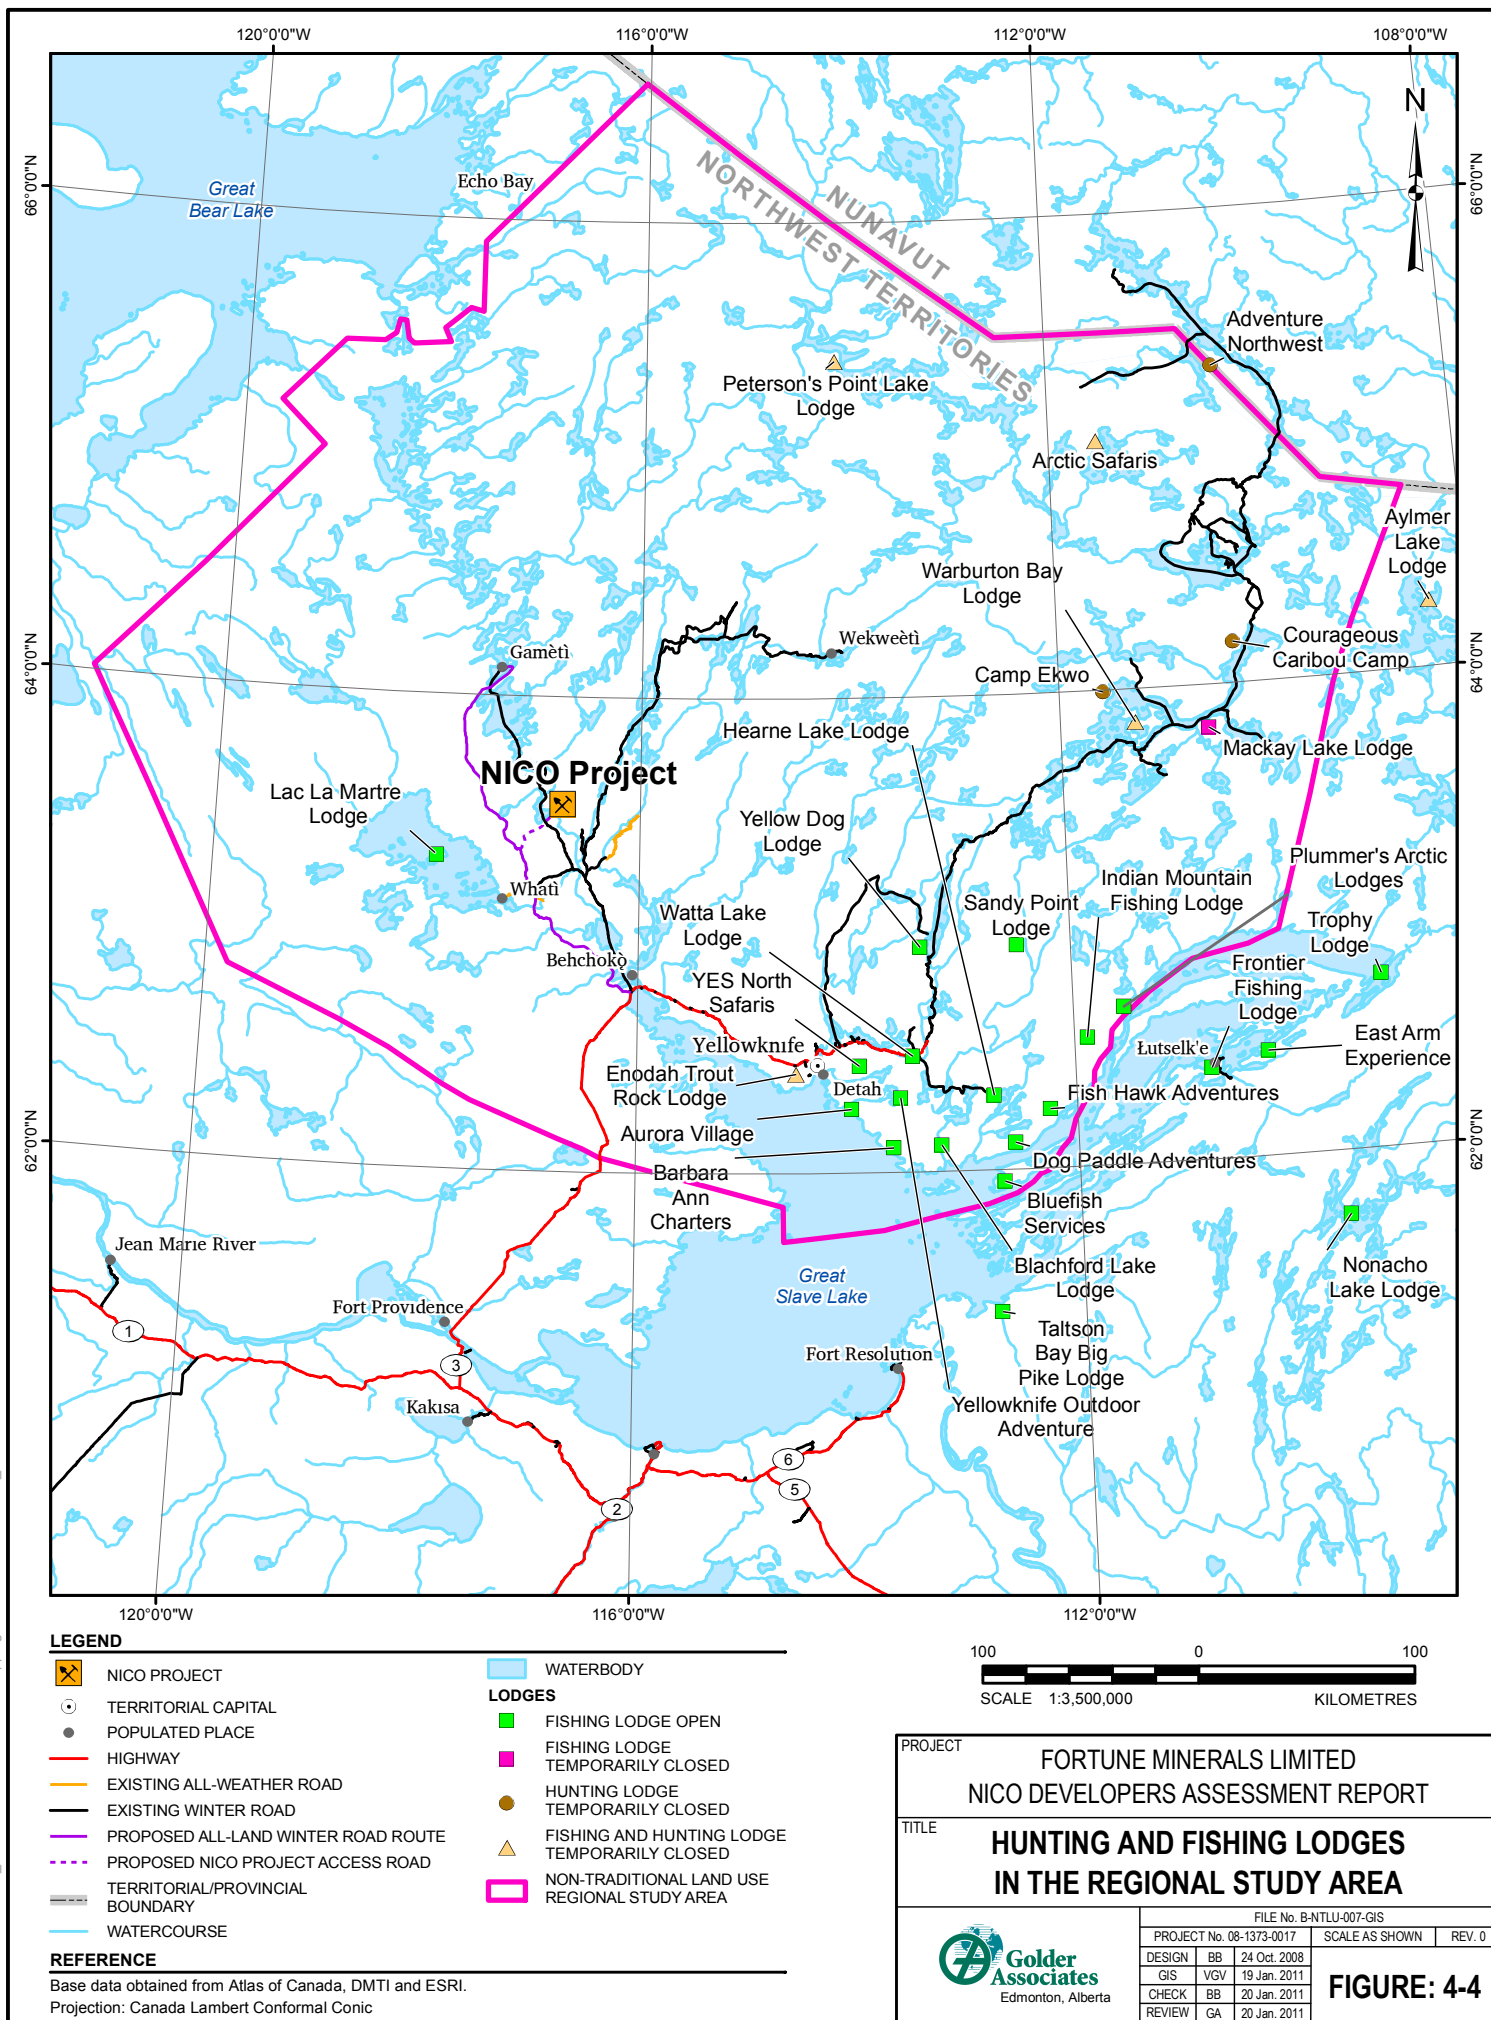 120°0'0"W
116°0'0"W
112°0'0"W
108°0'0"W
66°0'0"N
66°0'0"N
64°0'0"N
64°0'0"N
62°0'0"N
62°0'0"N
N
Echo Bay
Great
Bear Lake
NUNAVUT
NORTHWEST TERRITORIES
Adventure
Northwest
Peterson's Point Lake
Lodge
Arctic Safaris
Aylmer
Lake
Lodge
Warburton Bay
Lodge
Wekweètì
Gamètì
Courageous
Caribou Camp
Camp Ekwo
Hearne Lake Lodge
Mackay Lake Lodge
NICO Project
Lac La Martre
Lodge
Yellow Dog
Lodge
Plummer's Arctic
Lodges
Indian Mountain
Fishing Lodge
Whatì
Sandy Point
Lodge
Watta Lake
Lodge
Trophy
Lodge
Behchokǫ̀
YES North
Safaris
Frontier
Fishing
Lodge
Yellowknife
Łutselk'e
East Arm
Experience
Enodah Trout
Rock Lodge
Detah
Fish Hawk Adventures
Aurora Village
Dog Paddle Adventures
Barbara
Ann
Charters
Bluefish
Services
Jean Marie River
Blachford Lake
Lodge
Nonacho
Lake Lodge
Great
Slave Lake
Fort Providence
Taltson
Bay Big
Pike Lodge
Fort Resolution
Yellowknife Outdoor
Adventure
Kakisa
1
3
6
5
2
120°0'0"W
116°0'0"W
112°0'0"W
LEGEND
NICO PROJECT
TERRITORIAL CAPITAL
POPULATED PLACE
HIGHWAY
EXISTING ALL-WEATHER ROAD
EXISTING WINTER ROAD
PROPOSED ALL-LAND WINTER ROAD ROUTE
PROPOSED NICO PROJECT ACCESS ROAD
TERRITORIAL/PROVINCIAL
BOUNDARY
WATERCOURSE
WATERBODY
LODGES
FISHING LODGE OPEN
FISHING LODGE
TEMPORARILY CLOSED
HUNTING LODGE
TEMPORARILY CLOSED
FISHING AND HUNTING LODGE
TEMPORARILY CLOSED
NON-TRADITIONAL LAND USE
REGIONAL STUDY AREA
REFERENCE
Base data obtained from Atlas of Canada, DMTI and ESRI.
Projection: Canada Lambert Conformal Conic
100 0 100
SCALE 1:3,500,000 KILOMETRES
PROJECT
FORTUNE MINERALS LIMITED
NICO DEVELOPERS ASSESSMENT REPORT
TITLE
HUNTING AND FISHING LODGES
IN THE REGIONAL STUDY AREA
Golder
Associates
Edmonton, Alberta
FILE No. B-NTLU-007-GIS
PROJECT No. 08-1373-0017 SCALE AS SHOWN REV. 0
DESIGN BB 24 Oct. 2008
GIS VGV 19 Jan. 2011
CHECK BB 20 Jan. 2011
REVIEW GA 20 Jan. 2011
FIGURE: 4-4